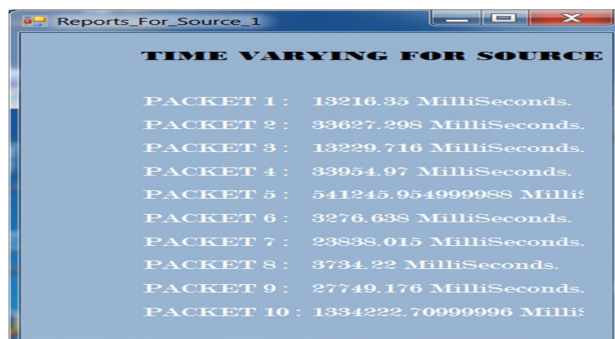 Reports_For_Source_1
TIME VARYING FOR SOURCE
PACKET 1 : 13216.35 MilliSeconds.
PACKET 2 : 33627.298 MilliSeconds.
PACKET 3 : 13229.716 MilliSeconds.
PACKET 4 : 33954.97 MilliSeconds.
PACKET 5 : 541245.954999988 MilliS
PACKET 6 : 3276.638 MilliSeconds.
PACKET 7 : 23838.015 MilliSeconds.
PACKET 8 : 3734.22 MilliSeconds.
PACKET 9 : 27749.176 MilliSeconds.
PACKET 10 : 1334222.70999996 MilliS